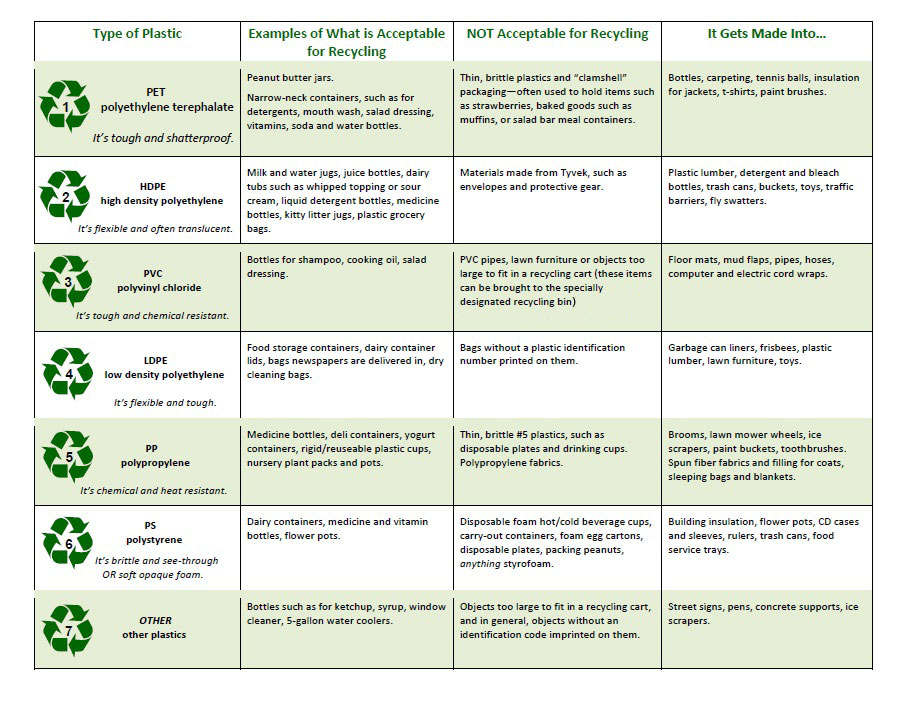 Type of Plastic
Examples of What is Acceptable
for Recycling
NOT Acceptable for Recycling
It Gets Made Into…
1
PET
polyethylene terephalate
It’s tough and shatterproof.
Peanut butter jars.
Narrow-neck containers, such as for
detergents, mouth wash, salad dressing,
vitamins, soda and water bottles.
Thin, brittle plastics and “clamshell”
packaging—often used to hold items such
as strawberries, baked goods such as
muffins, or salad bar meal containers.
Bottles, carpeting, tennis balls, insulation
for jackets, t-shirts, paint brushes.
2
HDPE
high density polyethylene
It’s flexible and often translucent.
Milk and water jugs, juice bottles, dairy
tubs such as whipped topping or sour
cream, liquid detergent bottles, medicine
bottles, kitty litter jugs, plastic grocery
bags.
Materials made from Tyvek, such as
envelopes and protective gear.
Plastic lumber, detergent and bleach
bottles, trash cans, buckets, toys, traffic
barriers, fly swatters.
3
PVC
polyvinyl chloride
It’s tough and chemical resistant.
Bottles for shampoo, cooking oil, salad
dressing.
PVC pipes, lawn furniture or objects too
large to fit in a recycling cart (these items
can be brought to the specially
designated recycling bin)
Floor mats, mud flaps, pipes, hoses,
computer and electric cord wraps.
4
LDPE
low density polyethylene
It’s flexible and tough.
Food storage containers, dairy container
lids, bags newspapers are delivered in, dry
cleaning bags.
Bags without a plastic identification
number printed on them.
Garbage can liners, frisbees, plastic
lumber, lawn furniture, toys.
5
PP
polypropylene
It’s chemical and heat resistant.
Medicine bottles, deli containers, yogurt
containers, rigid/reuseable plastic cups,
nursery plant packs and pots.
Thin, brittle #5 plastics, such as
disposable plates and drinking cups.
Polypropylene fabrics.
Brooms, lawn mower wheels, ice
scrapers, paint buckets, toothbrushes.
Spun fiber fabrics and filling for coats,
sleeping bags and blankets.
6
PS
polystyrene
It’s brittle and see-through
OR soft opaque foam.
Dairy containers, medicine and vitamin
bottles, flower pots.
Disposable foam hot/cold beverage cups,
carry-out containers, foam egg cartons,
disposable plates, packing peanuts,
anything styrofoam.
Building insulation, flower pots, CD cases
and sleeves, rulers, trash cans, food
service trays.
7
OTHER
other plastics
Bottles such as for ketchup, syrup, window
cleaner, 5-gallon water coolers.
Objects too large to fit in a recycling cart,
and in general, objects without an
identification code imprinted on them.
Street signs, pens, concrete supports, ice
scrapers.